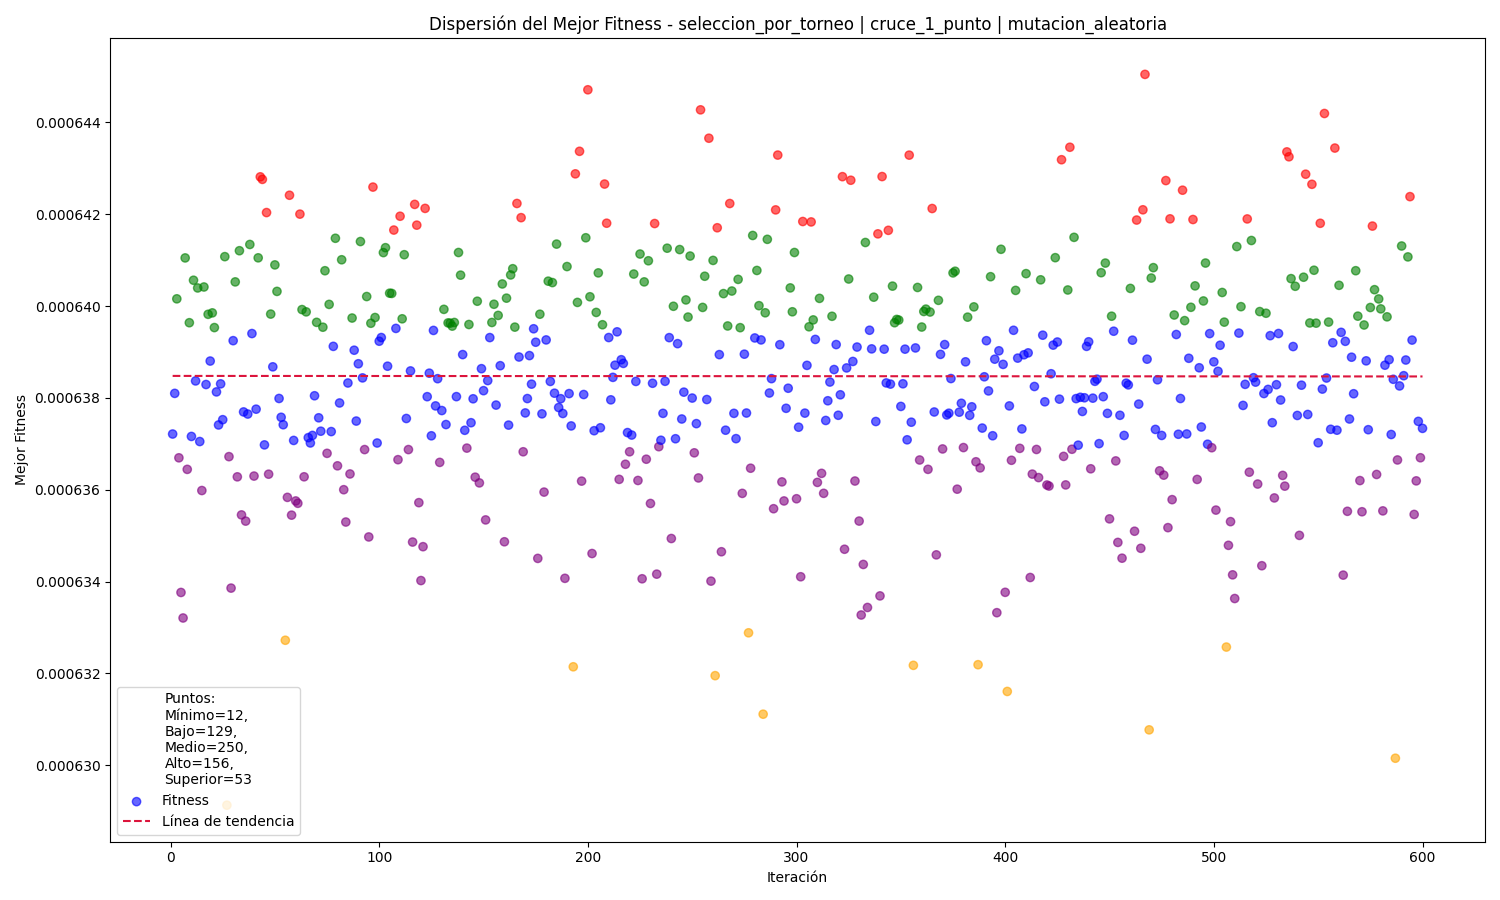 Dispersión del Mejor Fitness - seleccion_por_torneo | cruce_1_punto | mutacion_aleatoria
Mejor Fitness
0.000644
0.000642
0.000640
0.000638
0.000636
0.000634
0.000632
0.000630
Puntos:
Mínimo=12,
Bajo=129,
Medio=250,
Alto=156,
Superior=53
Fitness
Línea de tendencia
0
100
200
300
400
500
600
Iteración